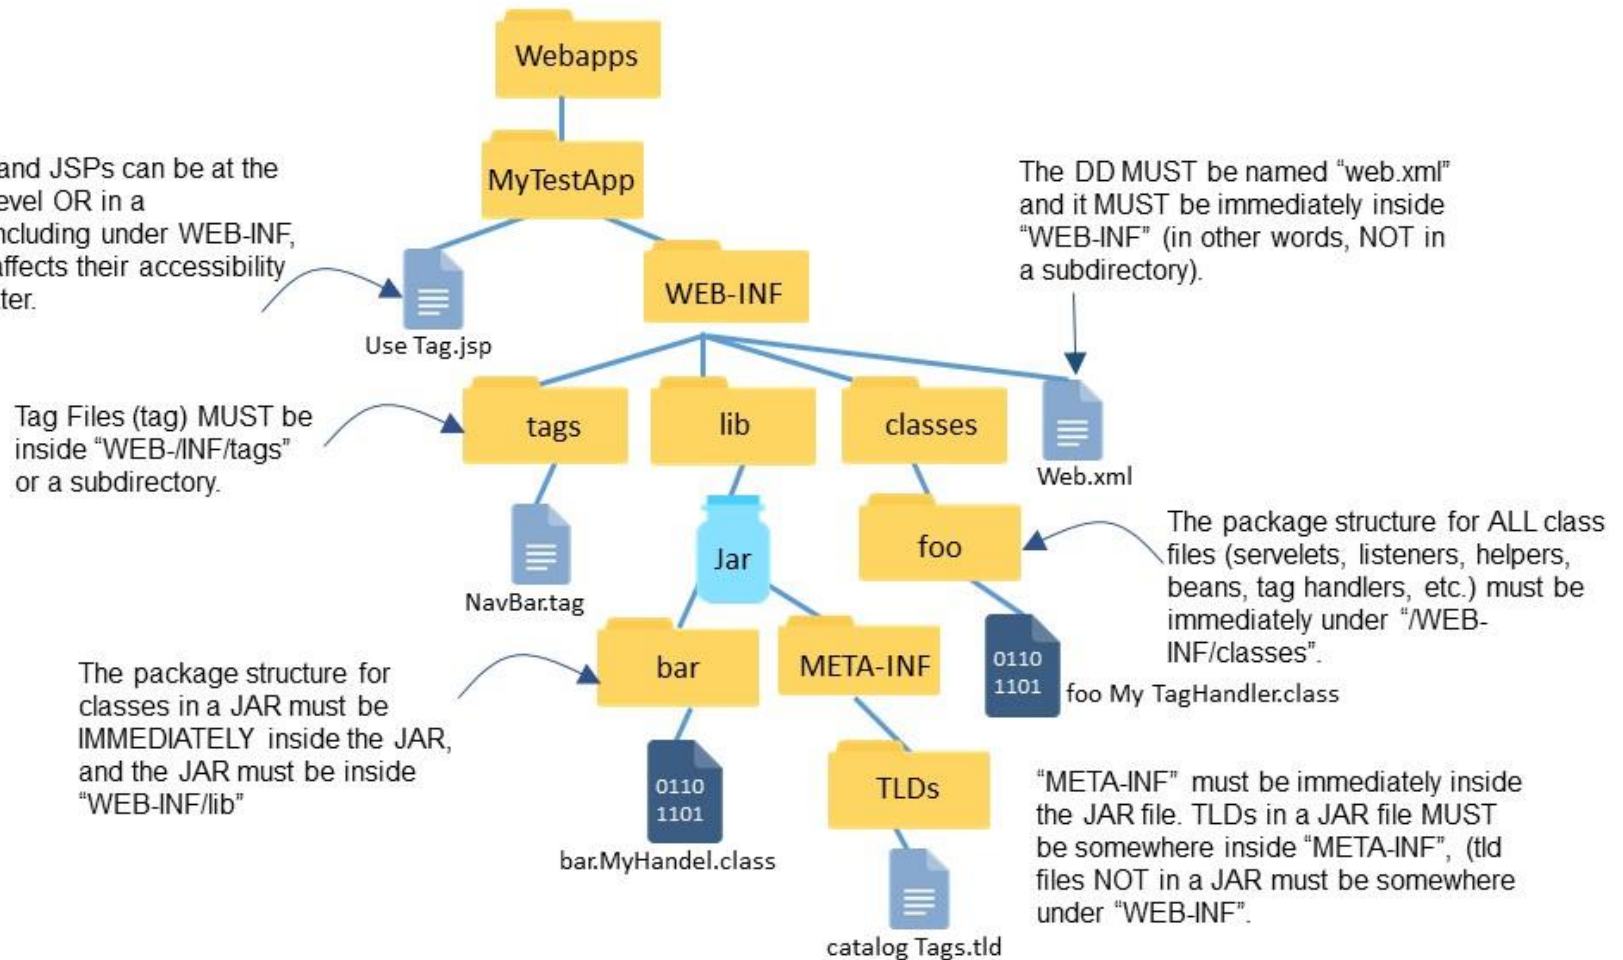 Webapps
MyTestApp
and JSPs can be at the
evel OR in a
ncluding under WEB-INF,
affects their accessibility
ter.
The DD MUST be named “web.xml”
and it MUST be immediately inside
“WEB-INF” (in other words, NOT in
a subdirectory).
WEB-INF
Use Tag.jsp
Tag Files (tag) MUST be
inside “WEB-/INF/tags”
or a subdirectory.
tags
lib
classes
Web.xml
NavBar.tag
Jar
foo
The package structure for ALL class
files (servelets, listeners, helpers,
beans, tag handlers, etc.) must be
immediately under “/WEB-
INF/classes”.
The package structure for
classes in a JAR must be
IMMEDIATELY inside the JAR,
and the JAR must be inside
“WEB-INF/lib”
bar
META-INF
0110
1101
foo My TagHandler.class
0110
1101
bar.MyHandel.class
TLDs
catalog Tags.tld
“META-INF” must be immediately inside
the JAR file. TLDs in a JAR file MUST
be somewhere inside “META-INF”, (tld
files NOT in a JAR must be somewhere
under “WEB-INF”.